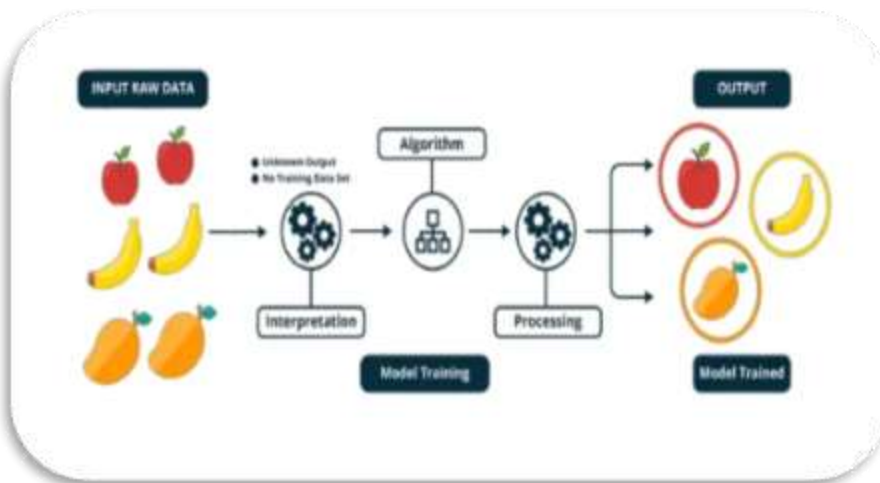 INPUT RAW DATA
OUTPUT
Algorithm
Unknown Output
No Training Data Set
Interpretation
Processing
Model Training
Model Trained